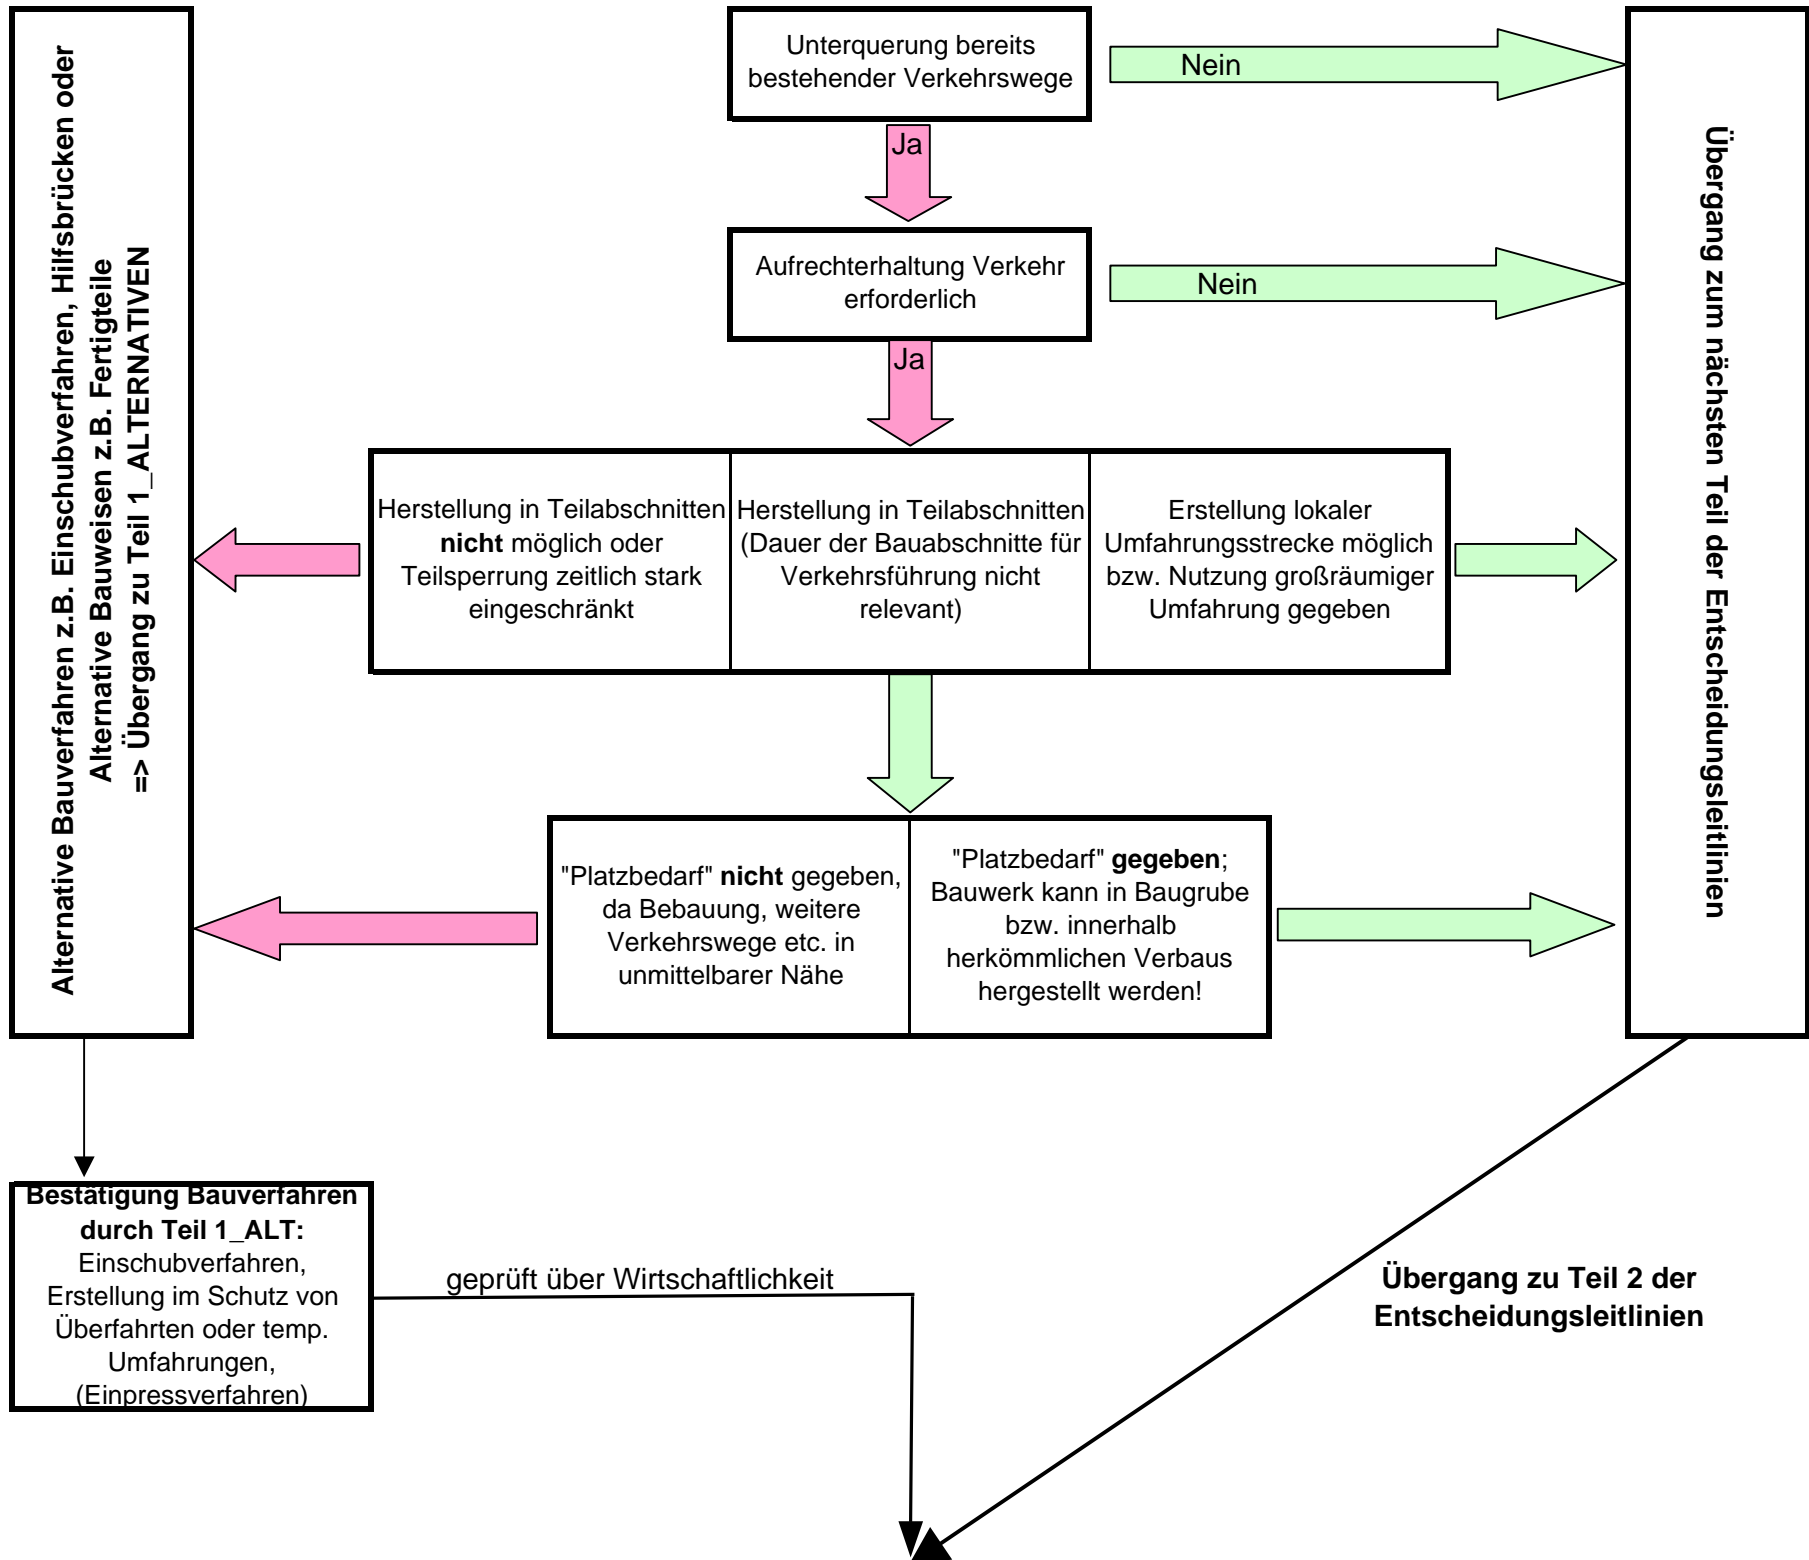 Alternative Bauverfahren z.B. Einschubverfahren, Hilfsbrücken oder
Alternative Bauweisen z.B. Fertigteile
=> Übergang zu Teil 1_ALTERNATIVEN
Unterquerung bereits
bestehender Verkehrswege
Nein
Ja
Aufrechterhaltung Verkehr
erforderlich
Nein
Ja
Herstellung in Teilabschnitten
nicht möglich oder
Teilsperrung zeitlich stark
eingeschränkt
Herstellung in Teilabschnitten
(Dauer der Bauabschnitte für
Verkehrsführung nicht
relevant)
Erstellung lokaler
Umfahrungsstrecke möglich
bzw. Nutzung großräumiger
Umfahrung gegeben
"Platzbedarf" nicht gegeben,
da Bebauung, weitere
Verkehrswege etc. in
unmittelbarer Nähe
"Platzbedarf" gegeben;
Bauwerk kann in Baugrube
bzw. innerhalb
herkömmlichen Verbaus
hergestellt werden!
Übergang zum nächsten Teil der Entscheidungsleitlinien
Bestätigung Bauverfahren
durch Teil 1_ALT:
Einschubverfahren,
Erstellung im Schutz von
Überfahrten oder temp.
Umfahrungen,
(Einpressverfahren)
geprüft über Wirtschaftlichkeit
Übergang zu Teil 2 der
Entscheidungsleitlinien